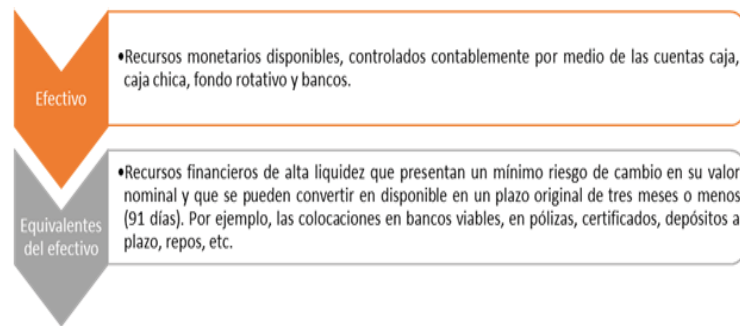 Efectivo
•Recursos monetarios disponibles, controlados contablemente por medio de las cuentas caja,
caja chica, fondo rotativo y bancos.
Equivalentes
del efectivo
•Recursos financieros de alta liquidez que presentan un mínimo riesgo de cambio en su valor
nominal y que se pueden convertir en disponible en un plazo original de tres meses o menos
(91 días). Por ejemplo, las colocaciones en bancos viables, en pólizas, certificados, depósitos a
plazo, repos, etc.